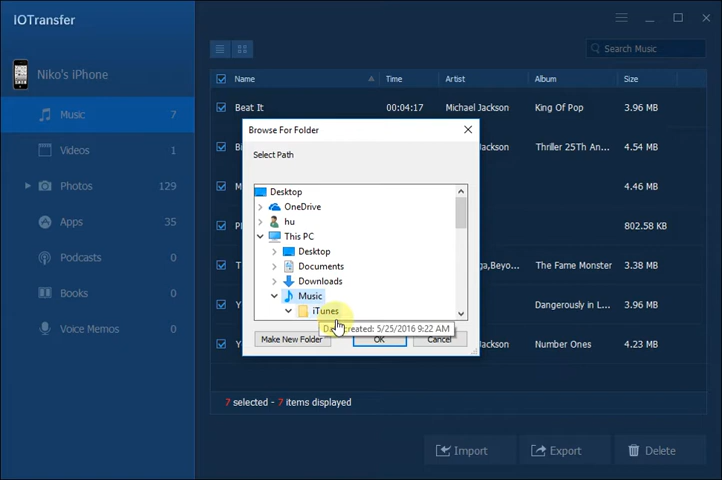 IOTransfer
Search Music
Niko's iPhone
Name Time Artist Album Size
Music 7
Beat It 00:04:17 Michael Jackson King Of Pop 3.96 MB
Browse For Folder
Select Path
Videos 1
Thriller 25Th An... 4.54 MB
Photos 129
4.46 MB
Apps 35
802.58 KB
Podcasts 0
The Fame Monster 3.38 MB
Books 0
Dangerously in L... 3.96 MB
Voice Memos 0
Number Ones 4.23 MB
Desktop
OneDrive
hu
This PC
Desktop
Documents
Downloads
Music
iTunes
created: 5/25/2016 9:22 AM
Make New Folder OK Cancel
7 selected - 7 items displayed
Import Export Delete